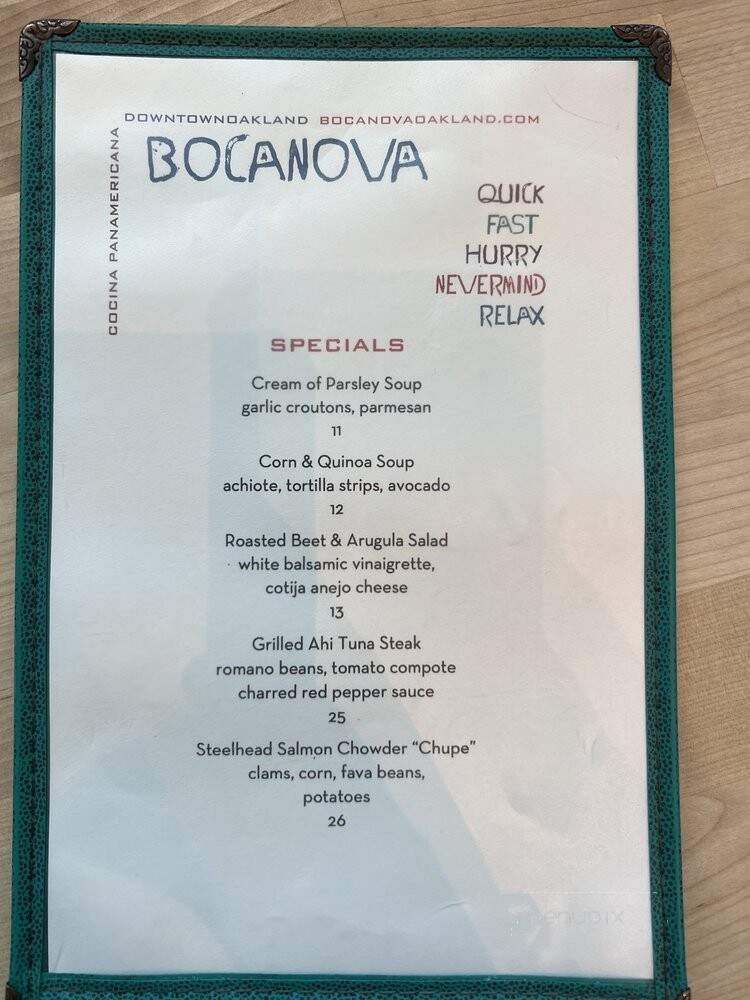 DOWNTOWNOAKLAND BOCANOVAOAKLAND.COM
COCINA PANAMERICANA
BOCANOVA
QUICK
FAST
HURRY
NEVERMIND
RELAX
SPECIALS
Cream of Parsley Soup
garlic croutons, parmesan
11
Corn & Quinoa Soup
achiote, tortilla strips, avocado
12
Roasted Beet & Arugula Salad
white balsamic vinaigrette,
cotija anejo cheese
13
Grilled Ahi Tuna Steak
romano beans, tomato compote
charred red pepper sauce
25
Steelhead Salmon Chowder “Chupe”
clams, corn, fava beans,
potatoes
26